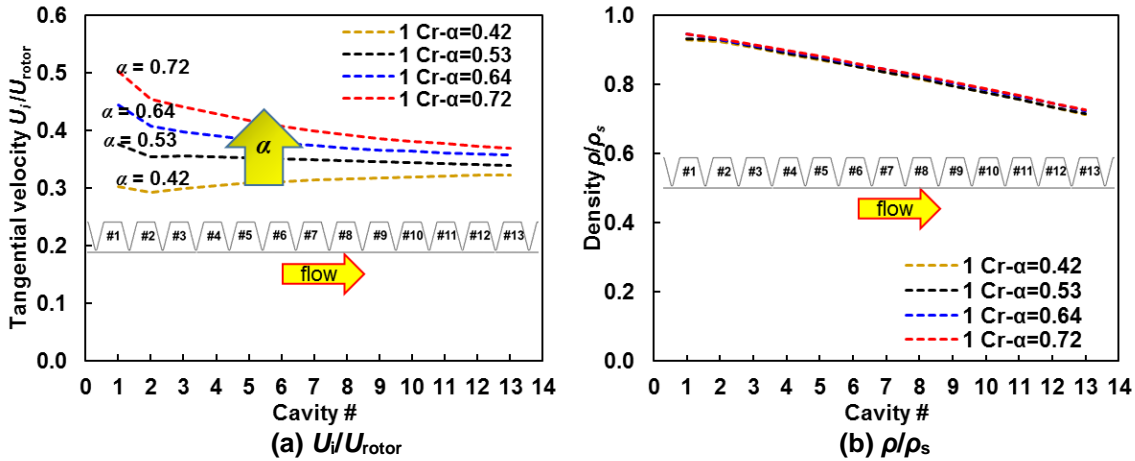 Tangential velocity Ui/Urotor
0.6
0.5
0.4
0.3
0.2
0.1
0.0
1 Cr-α=0.42
1 Cr-α=0.53
1 Cr-α=0.64
1 Cr-α=0.72
α = 0.72
α = 0.64
α = 0.53
α = 0.42
α
#1 #2 #3 #4 #5 #6 #7 #8 #9 #10 #11 #12 #13
flow
0 1 2 3 4 5 6 7 8 9 10 11 12 13 14
Cavity #
(a) Ui/Urotor
Density ρ/ρs
1.0
0.8
0.6
0.4
0.2
0.0
#1 #2 #3 #4 #5 #6 #7 #8 #9 #10 #11 #12 #13
flow
1 Cr-α=0.42
1 Cr-α=0.53
1 Cr-α=0.64
1 Cr-α=0.72
0 1 2 3 4 5 6 7 8 9 10 11 12 13 14
Cavity #
(b) ρ/ρs